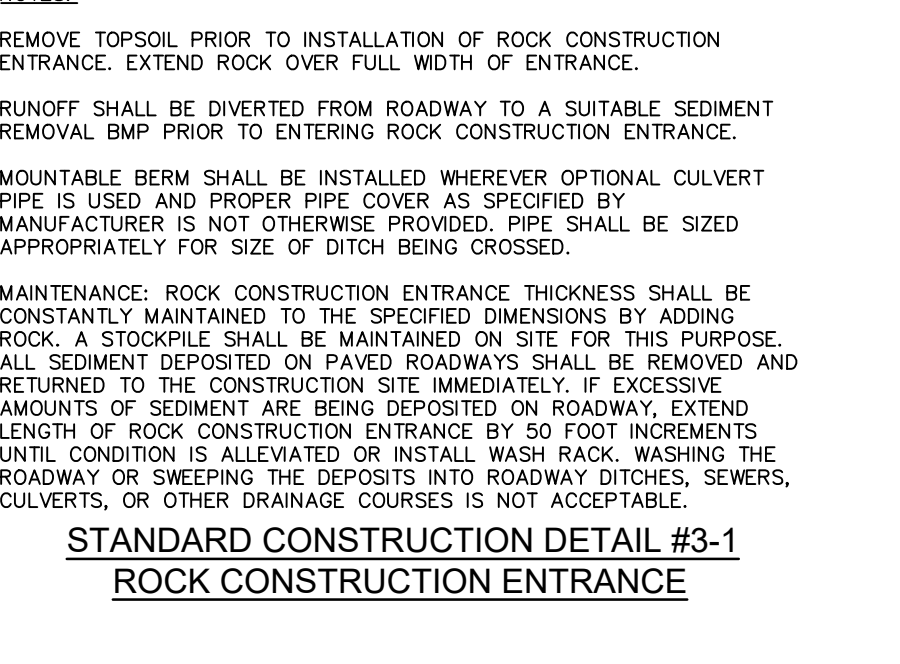 NOTES:
REMOVE TOPSOIL PRIOR TO INSTALLATION OF ROCK CONSTRUCTION
ENTRANCE. EXTEND ROCK OVER FULL WIDTH OF ENTRANCE.
RUNOFF SHALL BE DIVERTED FROM ROADWAY TO A SUITABLE SEDIMENT
REMOVAL BMP PRIOR TO ENTERING ROCK CONSTRUCTION ENTRANCE.
MOUNTABLE BERM SHALL BE INSTALLED WHEREVER OPTIONAL CULVERT
PIPE IS USED AND PROPER PIPE COVER AS SPECIFIED BY
MANUFACTURER IS NOT OTHERWISE PROVIDED. PIPE SHALL BE SIZED
APPROPRIATELY FOR SIZE OF DITCH BEING CROSSED.
MAINTENANCE: ROCK CONSTRUCTION ENTRANCE THICKNESS SHALL BE
CONSTANTLY MAINTAINED TO THE SPECIFIED DIMENSIONS BY ADDING
ROCK. A STOCKPILE SHALL BE MAINTAINED ON SITE FOR THIS PURPOSE.
ALL SEDIMENT DEPOSITED ON PAVED ROADWAYS SHALL BE REMOVED AND
RETURNED TO THE CONSTRUCTION SITE IMMEDIATELY. IF EXCESSIVE
AMOUNTS OF SEDIMENT ARE BEING DEPOSITED ON ROADWAY, EXTEND
LENGTH OF ROCK CONSTRUCTION ENTRANCE BY 50 FOOT INCREMENTS
UNTIL CONDITION IS ALLEVIATED OR INSTALL WASH RACK. WASHING THE
ROADWAY OR SWEEPING THE DEPOSITS INTO ROADWAY DITCHES, SEWERS,
CULVERTS, OR OTHER DRAINAGE COURSES IS NOT ACCEPTABLE.
STANDARD CONSTRUCTION DETAIL #3-1
ROCK CONSTRUCTION ENTRANCE